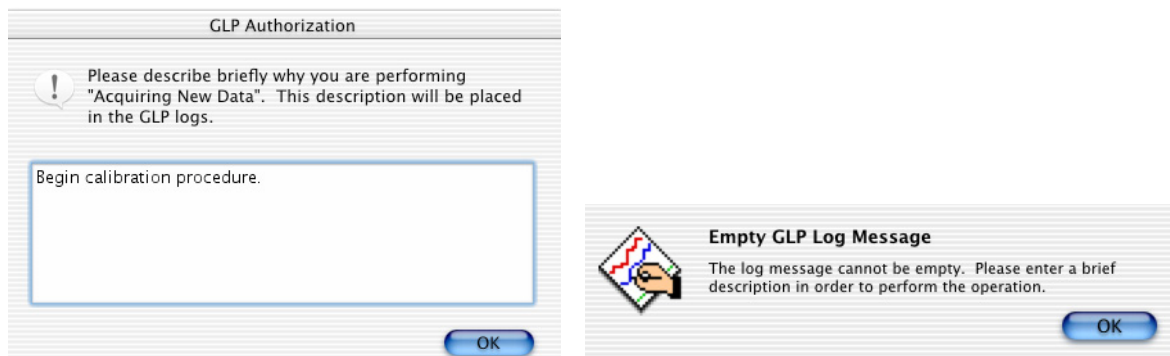 GLP Authorization
Please describe briefly why you are performing
"Acquiring New Data".  This description will be placed
in the GLP logs.
Begin calibration procedure.
OK
Empty GLP Log Message
The log message cannot be empty.  Please enter a brief
description in order to perform the operation.
OK